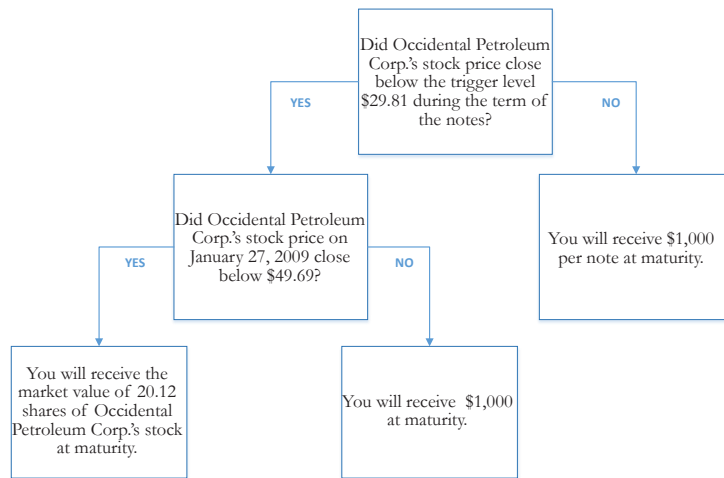 Did Occidental Petroleum
Corp.'s stock price close
below the trigger level
$29.81 during the term of
the notes?
YES
NO
Did Occidental Petroleum
Corp.'s stock price on
January 27, 2009 close
below $49.69?
You will receive $1,000
per note at maturity.
YES
NO
You will receive the
market value of 20.12
shares of Occidental
Petroleum Corp.'s stock
at maturity.
You will receive $1,000
at maturity.